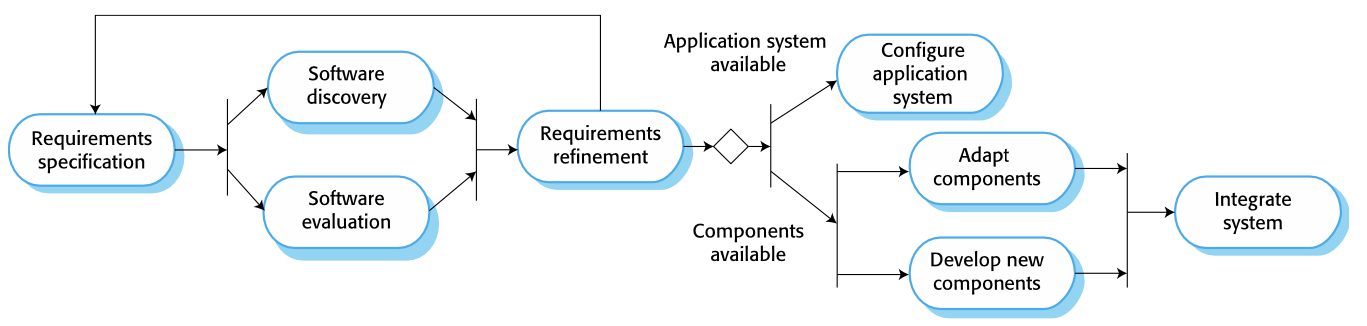 Requirements
specification
Software
discovery
Software
evaluation
Requirements
refinement
Application system
available
Configure
application
system
Components
available
Adapt
components
Develop new
components
Integrate
system